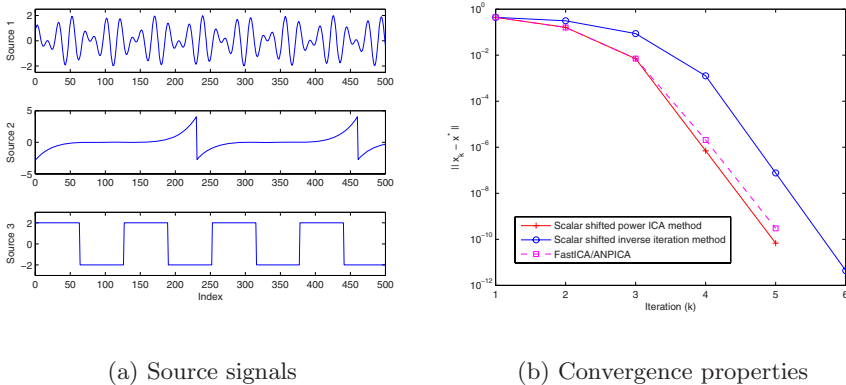 Source 1
2
0
−2
0 50 100 150 200 250 300 350 400 450 500
Source 2
5
0
−5
0 50 100 150 200 250 300 350 400 450 500
Source 3
2
0
−2
0 50 100 150 200 250 300 350 400 450 500
Index
(a) Source signals
|| x_k − x^* ||
10^0
10^−2
10^−4
10^−6
10^−8
10^−10
10^−12
Scalar shifted power ICA method
Scalar shifted inverse iteration method
FastICA/ANPICA
1 2 3 4 5 6
Iteration (k)
(b) Convergence properties